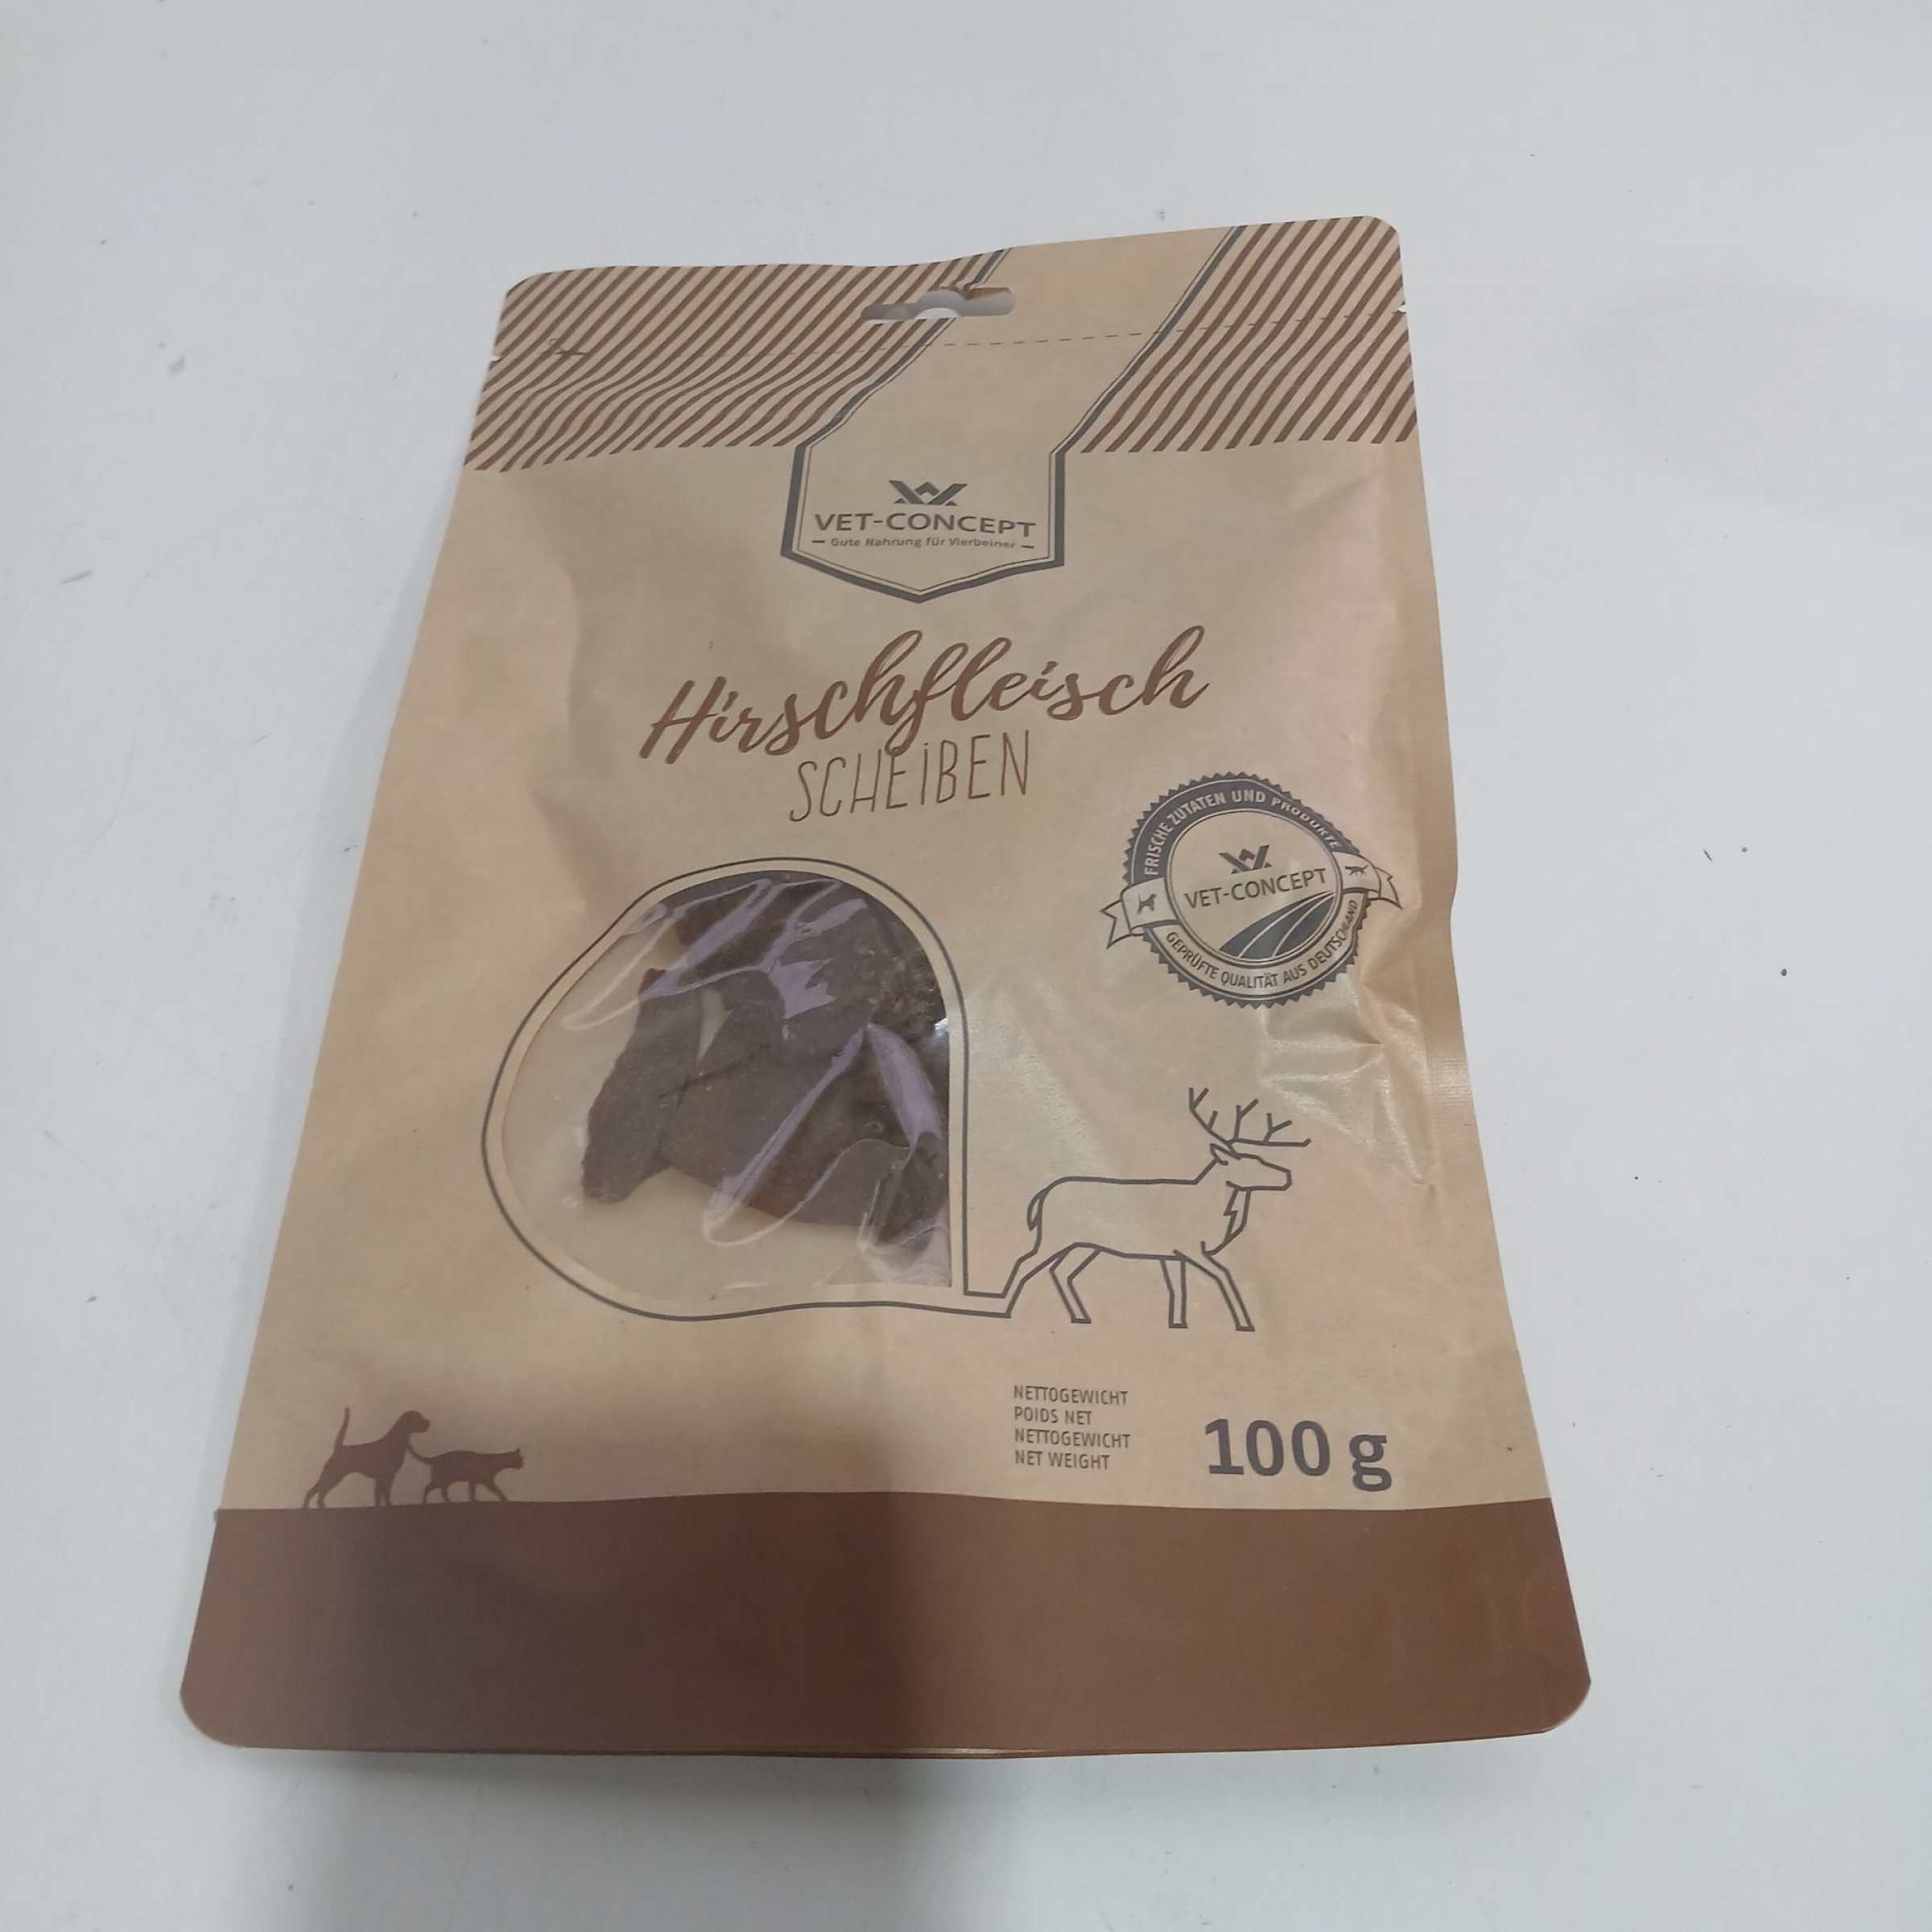 VET-CONCEPT
Gute Nahrung für Vierbeiner
Hirschfleisch
SCHEIBEN
FRISCHE ZUTATEN UND PRODUKTE
VET-CONCEPT
GEPRÜFTE QUALITÄT AUS DEUTSCHLAND
NETTOGEWICHT
POIDS NET
NETTOGEWICHT
NET WEIGHT
100 g